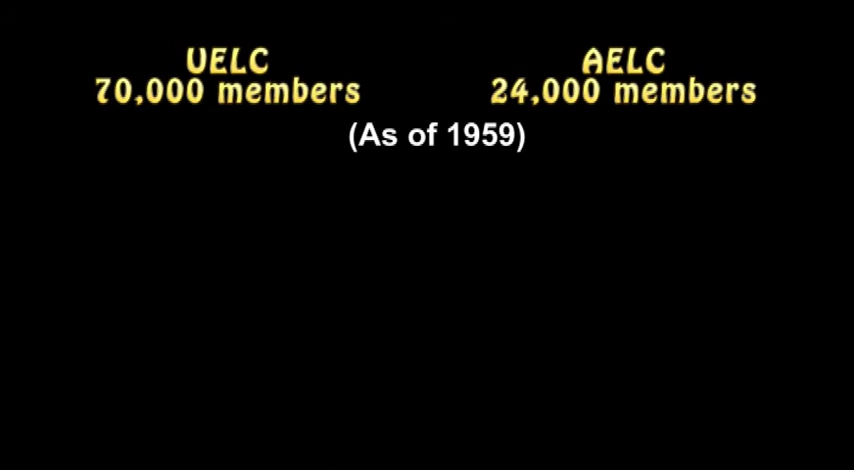 UELC
70,000 members
AELC
24,000 members
(As of 1959)